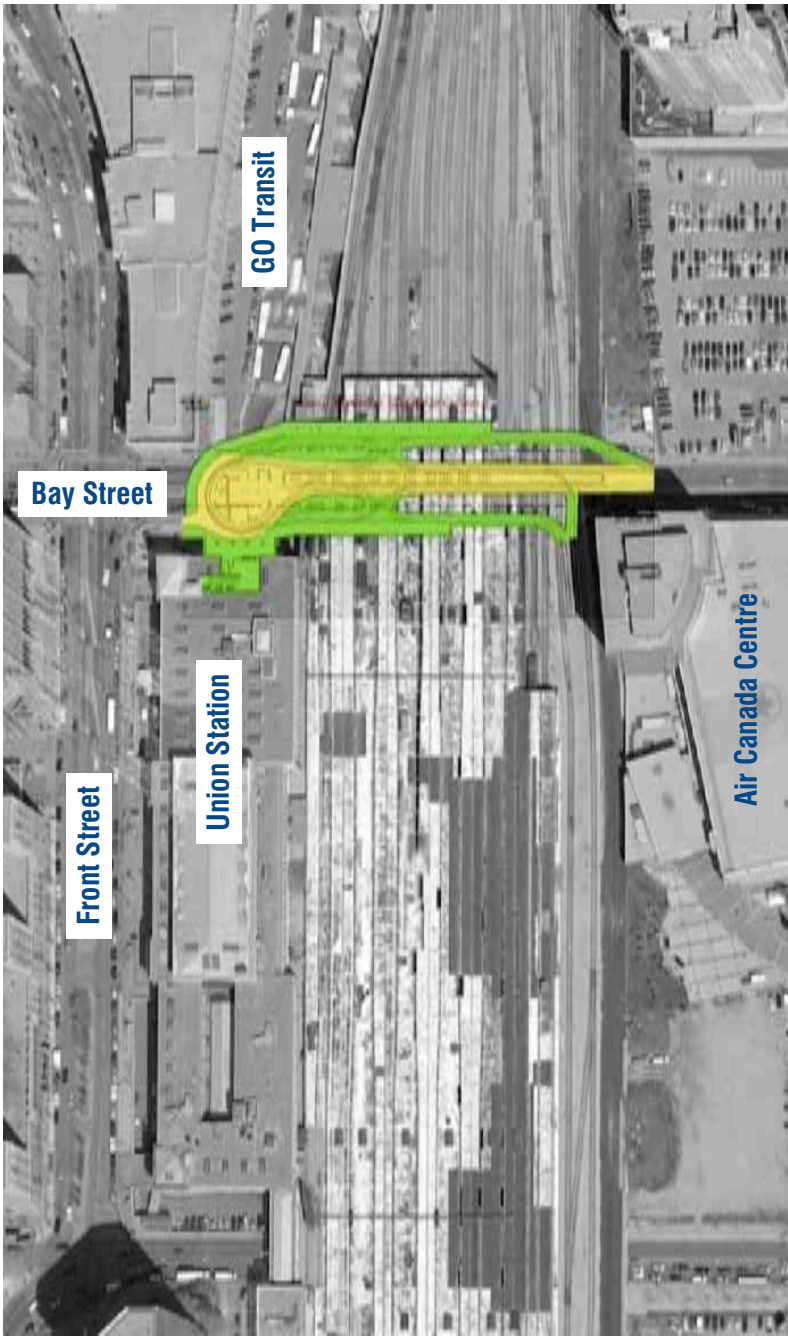 GO Transit
Bay Street
Union Station
Front Street
Air Canada Centre